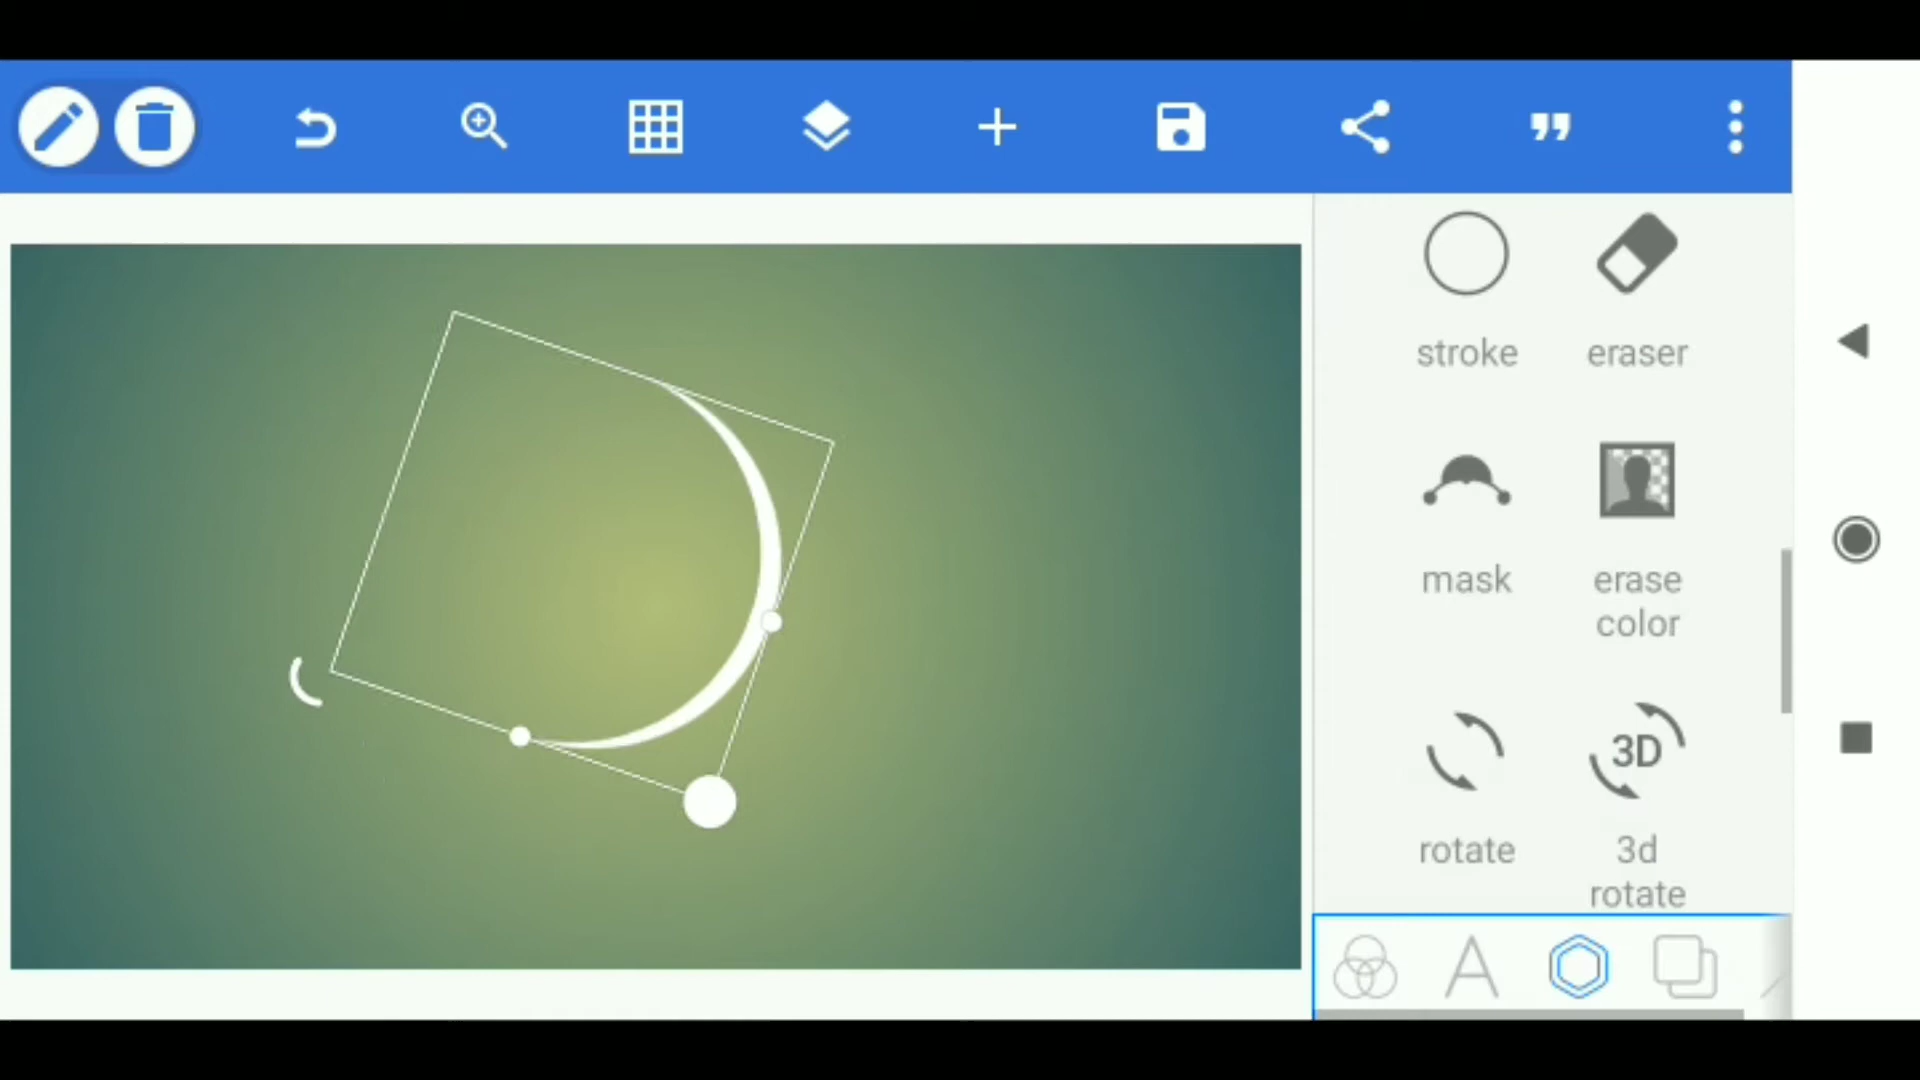 stroke
eraser
mask
erase
color
3D
rotate
3d
rotate
A